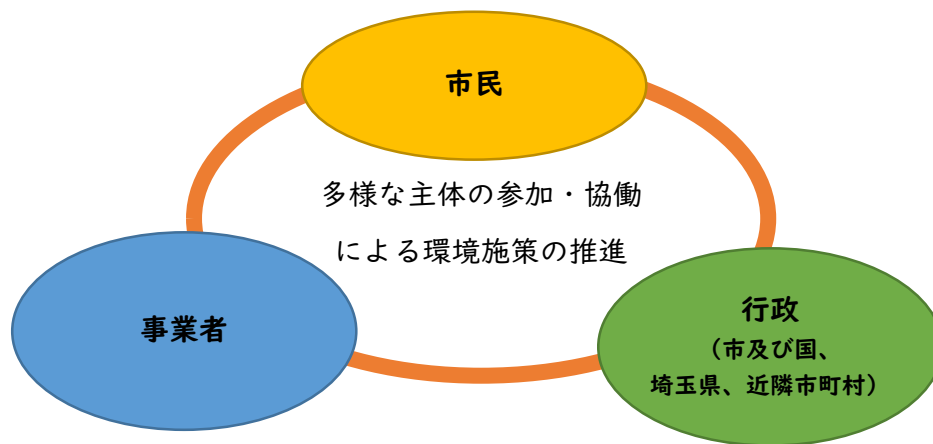 市民
多様な主体の参加・協働
による環境施策の推進
事業者
行政
（市及び国、
埼玉県、近隣市町村）